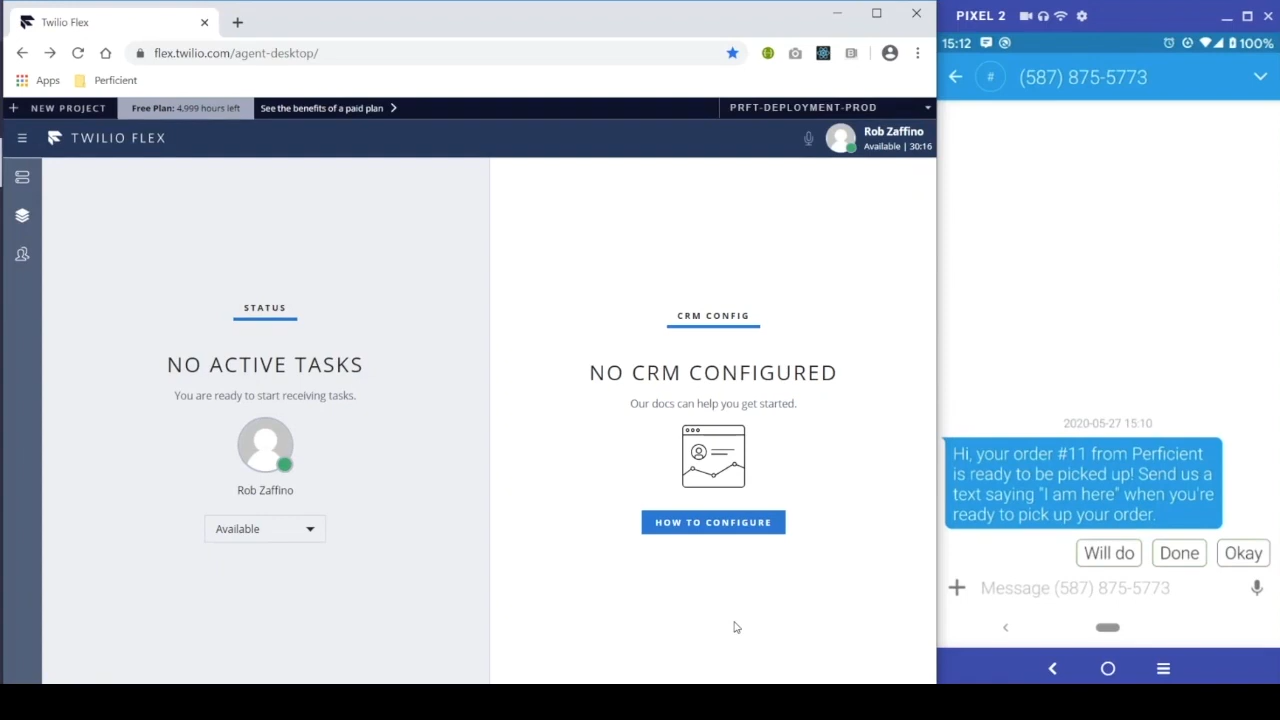 Twilio Flex
flex.twilio.com/agent-desktop/
Apps
Perficient
NEW PROJECT
Free Plan: 4,999 hours left
See the benefits of a paid plan
PRFT-DEPLOYMENT-PROD
TWILIO FLEX
Rob Zaffino
Available | 30:16
STATUS
NO ACTIVE TASKS
You are ready to start receiving tasks.
Rob Zaffino
Available
CRM CONFIG
NO CRM CONFIGURED
Our docs can help you get started.
HOW TO CONFIGURE
PIXEL 2
15:12
100%
#
(587) 875-5773
2020-05-27 15:10
Hi, your order #11 from Perficient
is ready to be picked up! Send us a
text saying "I am here" when you're
ready to pick up your order.
Will do
Done
Okay
Message (587) 875-5773